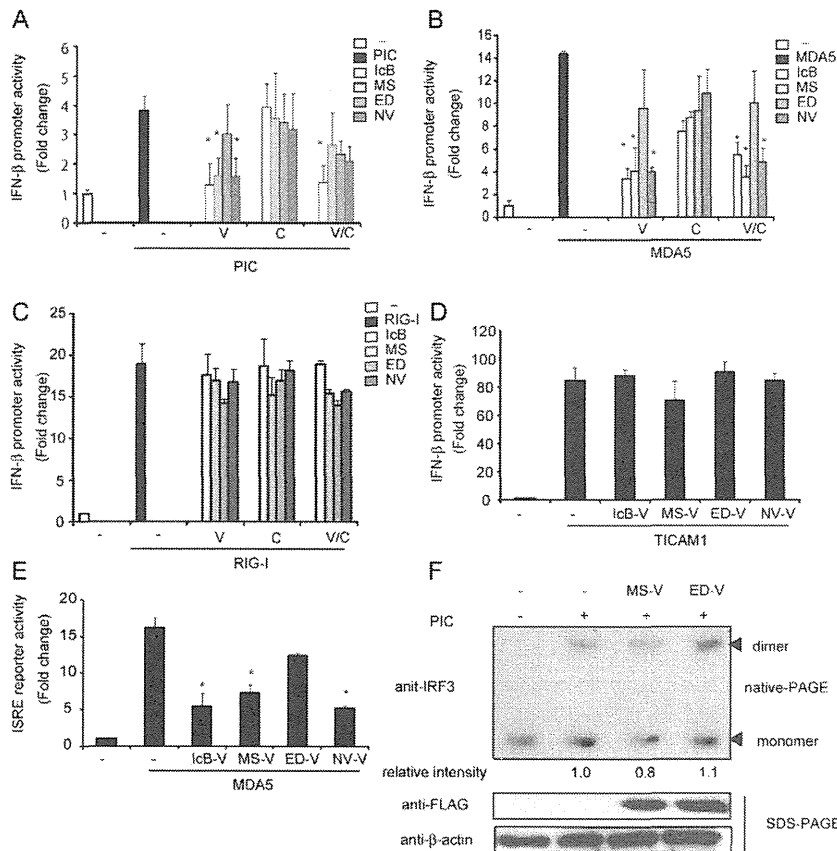 A
IFN-β promoter activity
(Fold change)
6
5
4
3
2
1
0
–
PIC
IcB
MS
ED
NV
* * *
*
- - V C V/C
PIC
B
IFN-β promoter activity
(Fold change)
16
14
12
10
8
6
4
2
0
–
MDA5
IcB
MS
ED
NV
* * *
* * *
- - V C V/C
MDA5
C
IFN-β promoter activity
(Fold change)
25
20
15
10
5
0
–
RIG-I
IcB
MS
ED
NV
- - V C V/C
RIG-I
D
IFN-β promoter activity
(Fold change)
120
100
80
60
40
20
0
- - IcB-V MS-V ED-V NV-V
TICAM1
E
ISRE reporter activity
(Fold change)
20
15
10
5
0
* * *
- - IcB-V MS-V ED-V NV-V
MDA5
F
- - MS-V ED-V
PIC - + + +
anit-IRF3
dimer
native-PAGE
monomer
relative intensity 1.0 0.8 1.1
anti-FLAG
anti-β-actin
SDS-PAGE